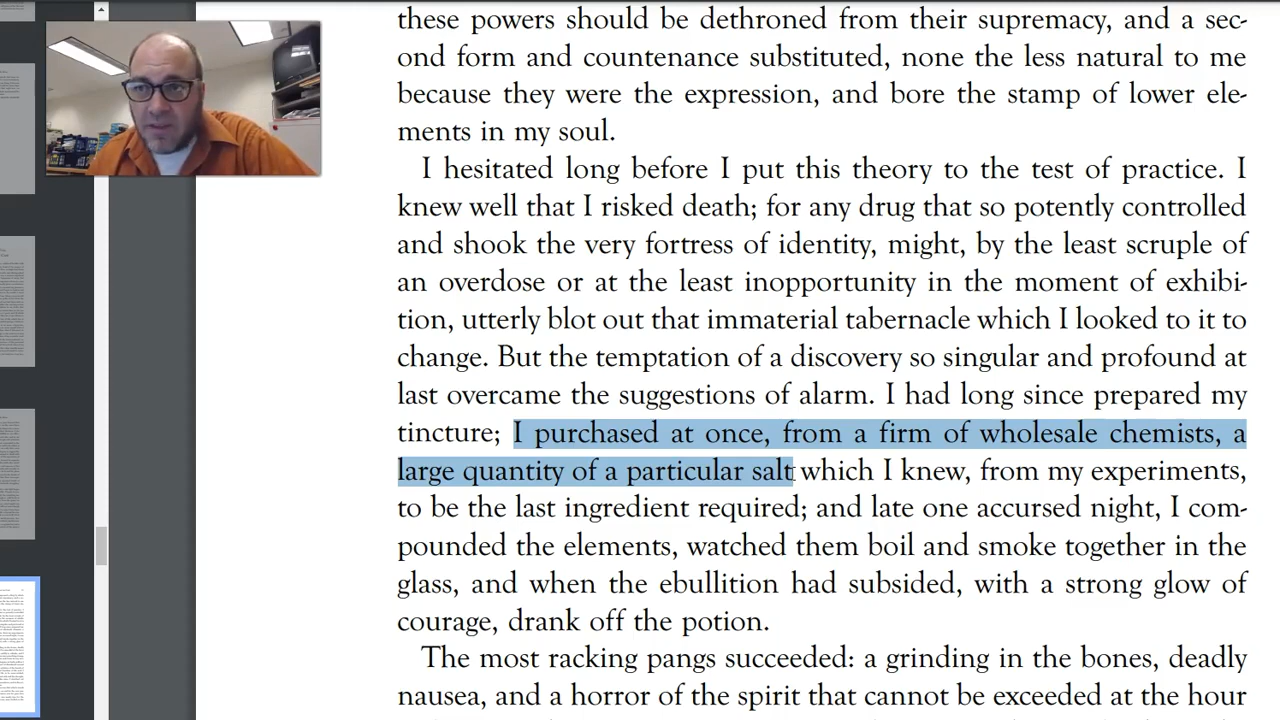 these powers should be dethroned from their supremacy, and a sec-
ond form and countenance substituted, none the less natural to me
because they were the expression, and bore the stamp of lower ele-
ments in my soul.
I hesitated long before I put this theory to the test of practice. I
knew well that I risked death; for any drug that so potently controlled
and shook the very fortress of identity, might, by the least scruple of
an overdose or at the least inopportunity in the moment of exhibi-
tion, utterly blot out that immaterial tabernacle which I looked to it to
change. But the temptation of a discovery so singular and profound at
last overcame the suggestions of alarm. I had long since prepared my
tincture; I purchased at once, from a firm of wholesale chemists, a
large quantity of a particular salt which I knew, from my experiments,
to be the last ingredient required; and late one accursed night, I com-
pounded the elements, watched them boil and smoke together in the
glass, and when the ebullition had subsided, with a strong glow of
courage, drank off the potion.
The most racking pangs succeeded: a grinding in the bones, deadly
nausea, and a horror of the spirit that cannot be exceeded at the hour